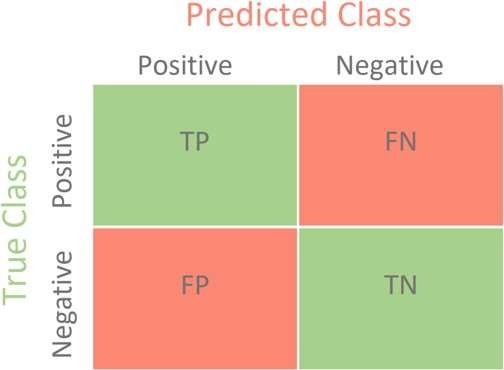 Predicted Class
Positive Negative
True Class
Positive
TP FN
Negative
FP TN